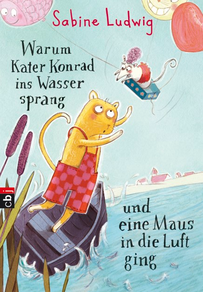 Sabine Ludwig
Warum
Kater Konrad
ins Wasser
sprang
und
eine Maus
in die Luft
ging
cbj